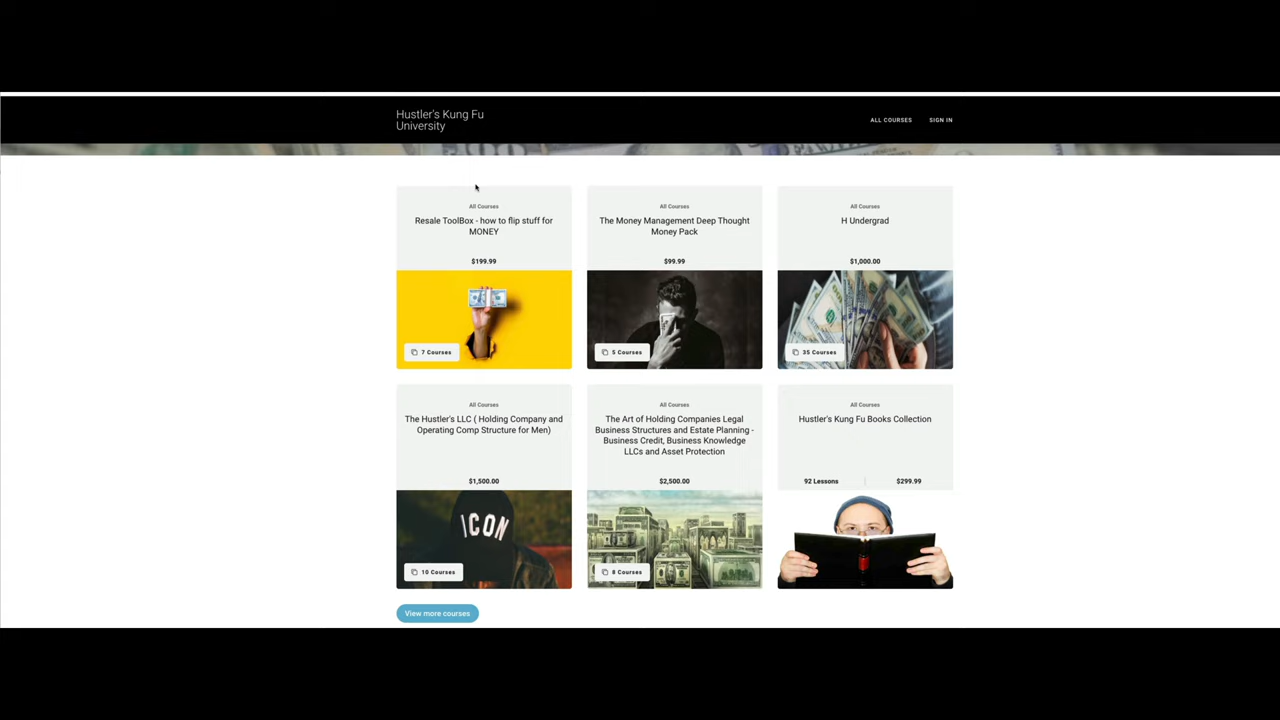 Hustler's Kung Fu
University
ALL COURSES
SIGN IN
All Courses
Resale ToolBox - how to flip stuff for
MONEY
$199.99
7 Courses
All Courses
The Money Management Deep Thought
Money Pack
$99.99
5 Courses
All Courses
H Undergrad
$1,000.00
35 Courses
All Courses
The Hustler's LLC ( Holding Company and
Operating Comp Structure for Men)
$1,500.00
ICON
10 Courses
All Courses
The Art of Holding Companies Legal
Business Structures and Estate Planning -
Business Credit, Business Knowledge
LLCs and Asset Protection
$2,500.00
8 Courses
All Courses
Hustler's Kung Fu Books Collection
92 Lessons
$299.99
View more courses